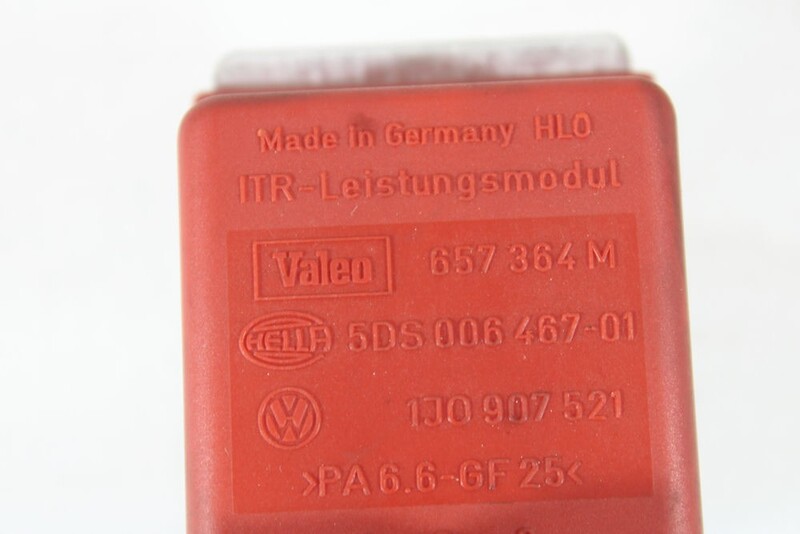 Made in Germany HLO
ITR-Leistungsmodul
Valeo 657 364 M
HELLA 5DS 006 467-01
VW 1J0 907 521
>PA 6.6-GF 25<